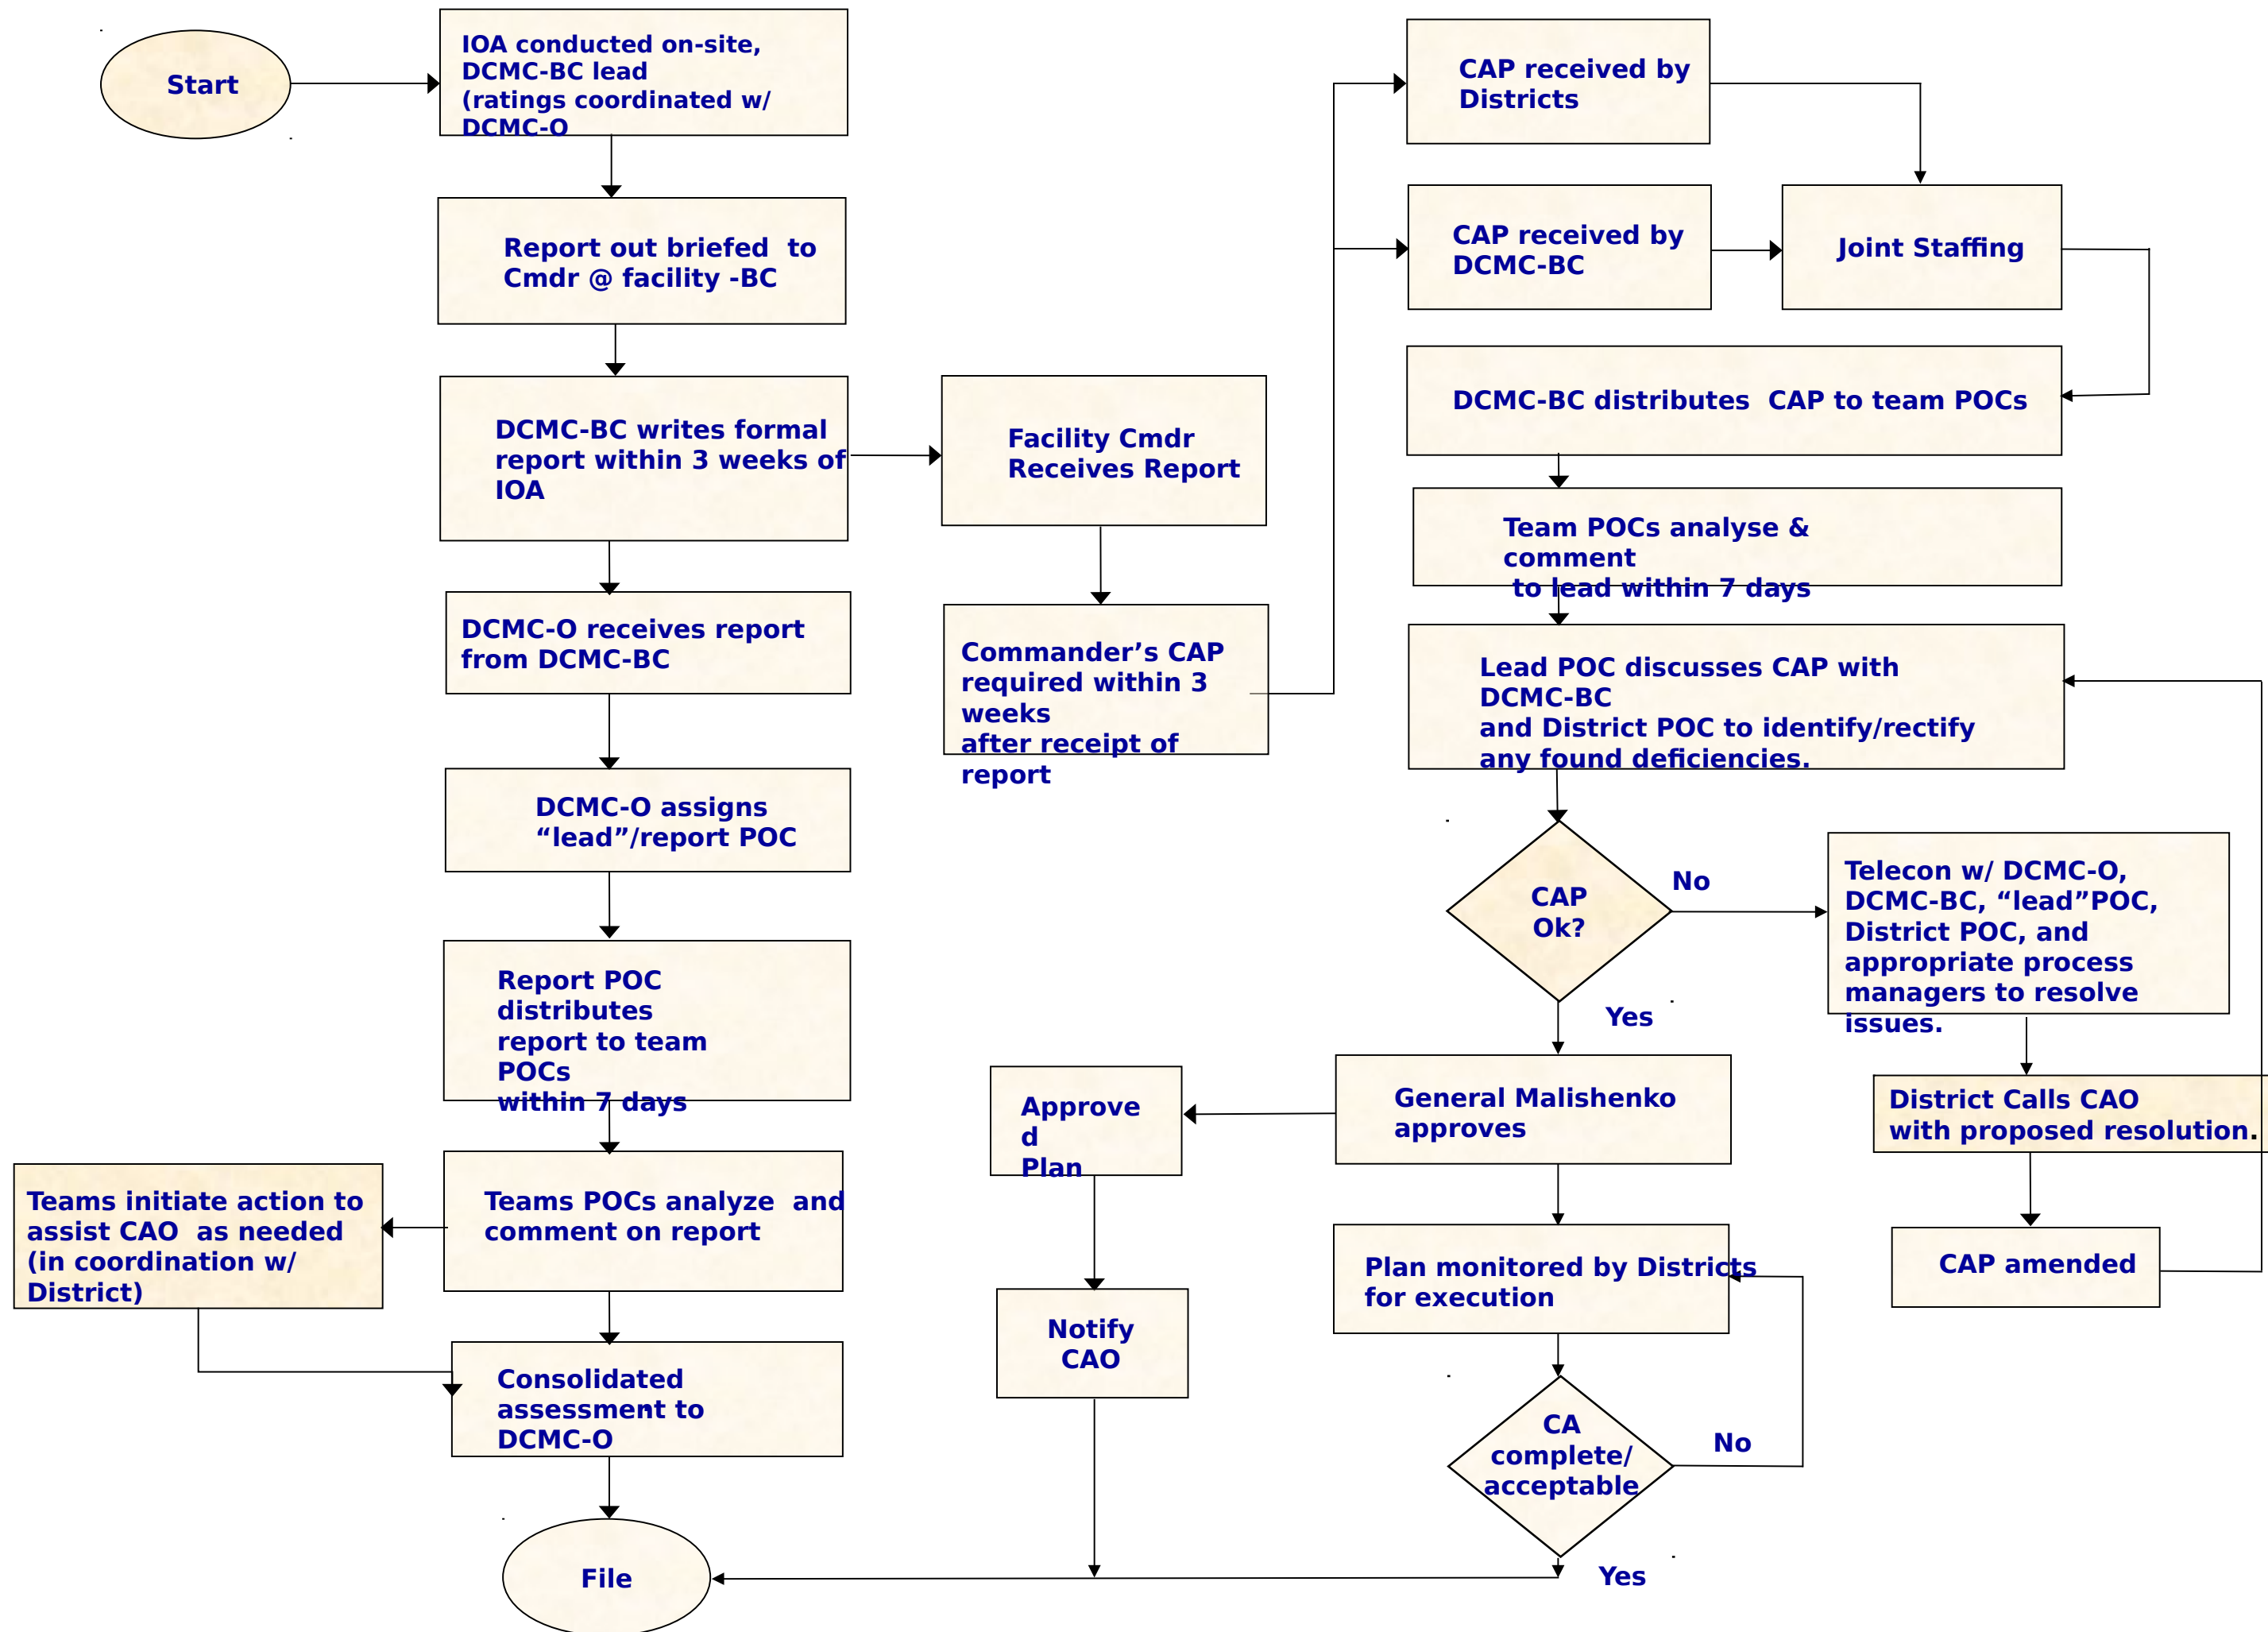 Start
IOA conducted on-site,
DCMC-BC lead
(ratings coordinated w/
DCMC-O
Report out briefed  to
Cmdr @ facility -BC
DCMC-BC writes formal
report within 3 weeks of
IOA
Facility Cmdr
Receives Report
DCMC-O receives report
from DCMC-BC
Commander’s CAP
required within 3
weeks
after receipt of
report
DCMC-O assigns
“lead”/report POC
Report POC
distributes
report to team
POCs
within 7 days
Teams POCs analyze  and
comment on report
Teams initiate action to
assist CAO  as needed
(in coordination w/
District)
Consolidated
assessment to
DCMC-O
File
CAP received by
Districts
CAP received by
DCMC-BC
Joint Staffing
DCMC-BC distributes  CAP to team POCs
Team POCs analyse &
comment
to lead within 7 days
Lead POC discusses CAP with
DCMC-BC
and District POC to identify/rectify
any found deficiencies.
CAP
Ok?
No
Yes
Telecon w/ DCMC-O,
DCMC-BC, “lead”POC,
District POC, and
appropriate process
managers to resolve
issues.
District Calls CAO
with proposed resolution.
CAP amended
General Malishenko
approves
Approve
d
Plan
Notify
CAO
Plan monitored by Districts
for execution
CA
complete/
acceptable
No
Yes